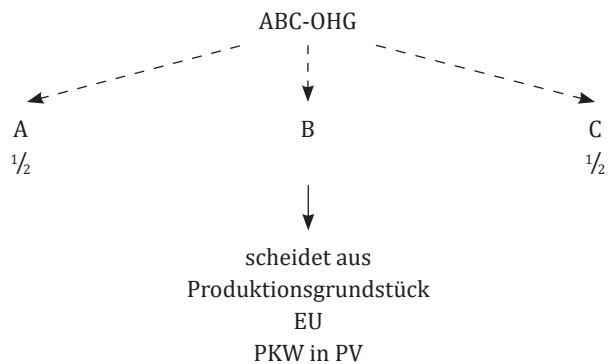 ABC-OHG
A B C
1/2 1/2
scheidet aus
Produktionsgrundstück
EU
PKW in PV